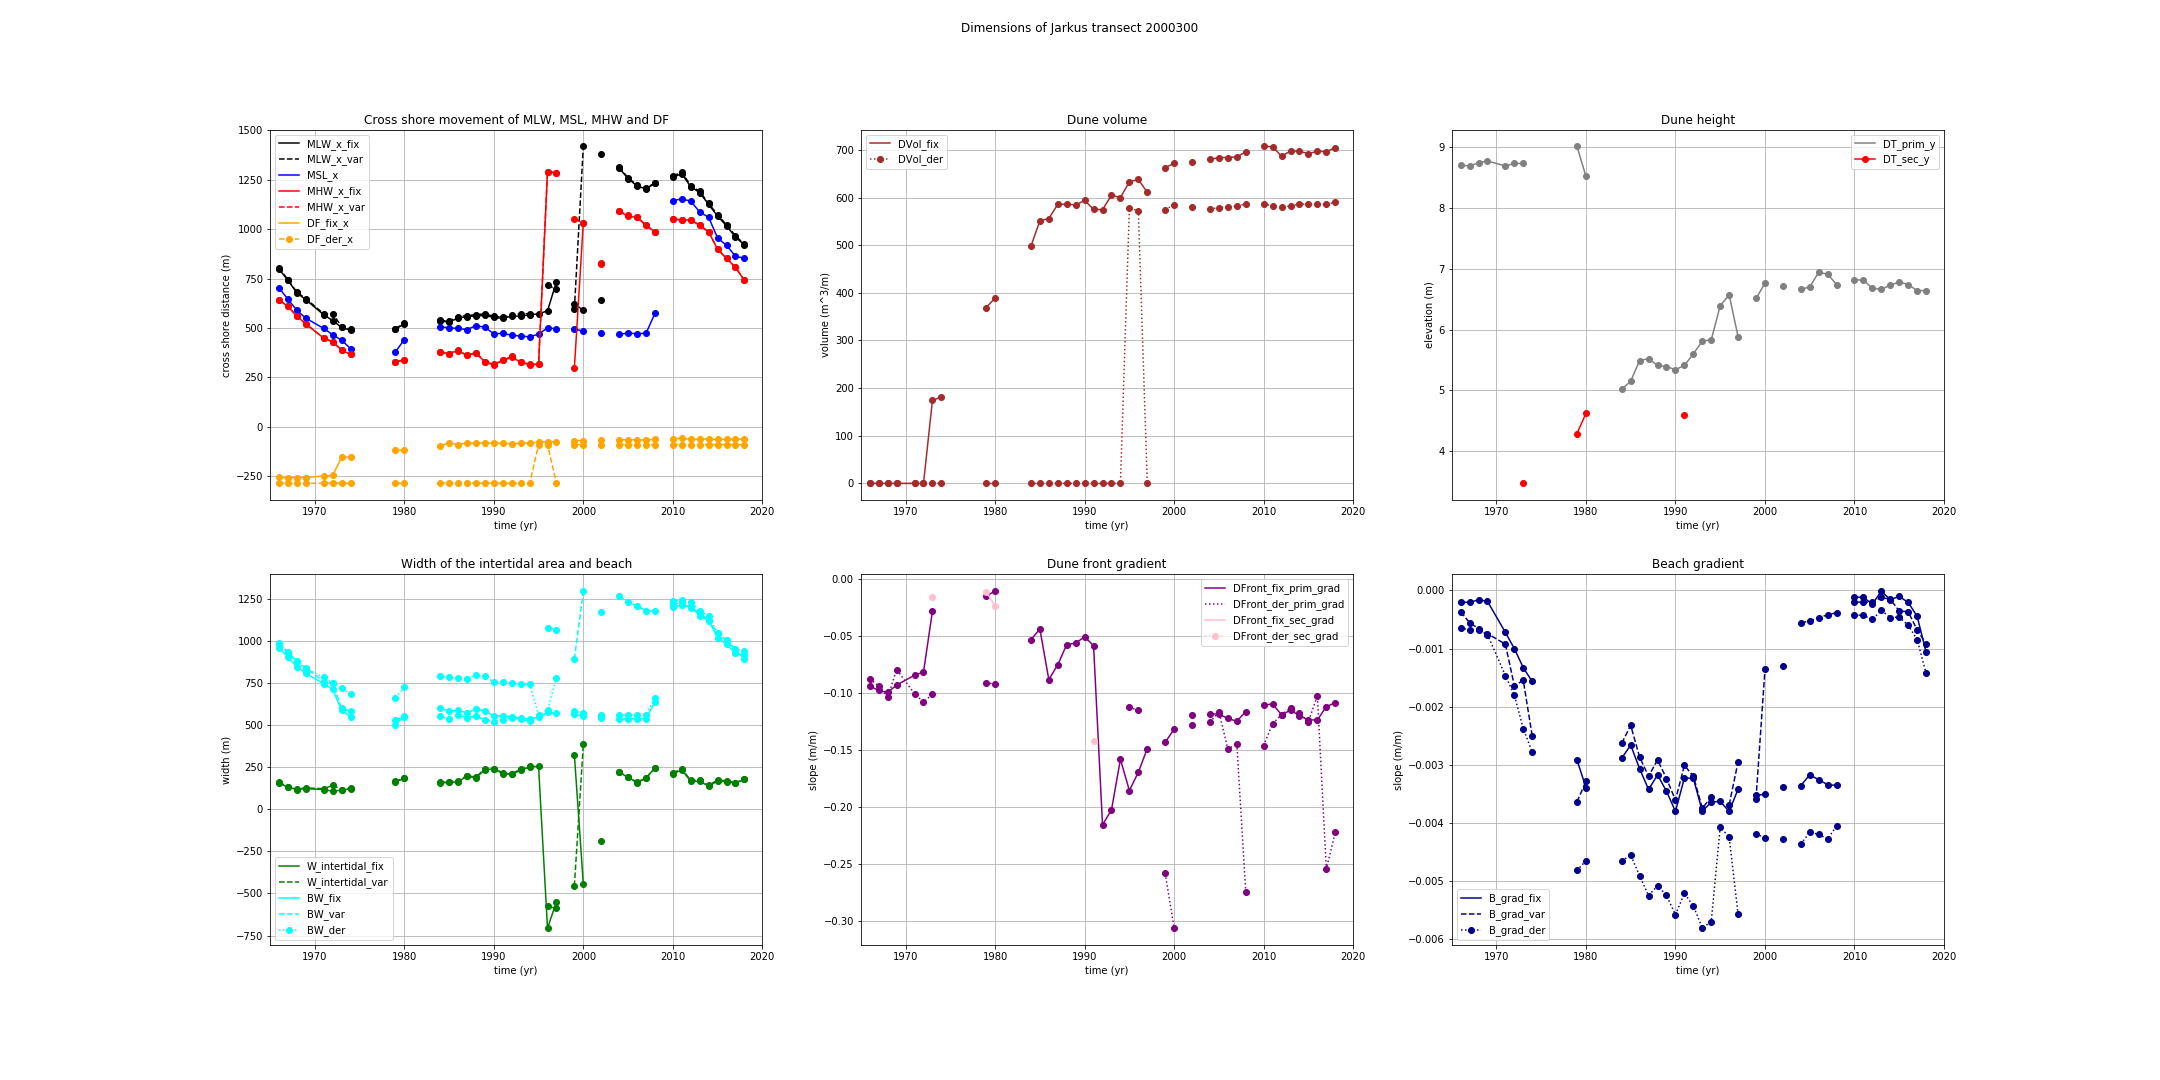 Dimensions of Jarkus transect 2000300
Cross shore movement of MLW, MSL, MHW and DF
1500
1250
1000
750
500
250
0
−250
cross shore distance (m)
MLW_x_fix
MLW_x_var
MSL_x
MHW_x_fix
MHW_x_var
DF_fix_x
DF_der_x
1970 1980 1990 2000 2010 2020
time (yr)
Dune volume
700
600
500
400
300
200
100
0
volume (m^3/m)
DVol_fix
DVol_der
1970 1980 1990 2000 2010 2020
time (yr)
Dune height
9
8
7
6
5
4
elevation (m)
DT_prim_y
DT_sec_y
1970 1980 1990 2000 2010 2020
time (yr)
Width of the intertidal area and beach
1250
1000
750
500
250
0
−250
−500
−750
width (m)
W_intertidal_fix
W_intertidal_var
BW_fix
BW_var
BW_der
1970 1980 1990 2000 2010 2020
time (yr)
Dune front gradient
0.00
−0.05
−0.10
−0.15
−0.20
−0.25
−0.30
slope (m/m)
DFront_fix_prim_grad
DFront_der_prim_grad
DFront_fix_sec_grad
DFront_der_sec_grad
1970 1980 1990 2000 2010 2020
time (yr)
Beach gradient
0.000
−0.001
−0.002
−0.003
−0.004
−0.005
−0.006
slope (m/m)
B_grad_fix
B_grad_var
B_grad_der
1970 1980 1990 2000 2010 2020
time (yr)